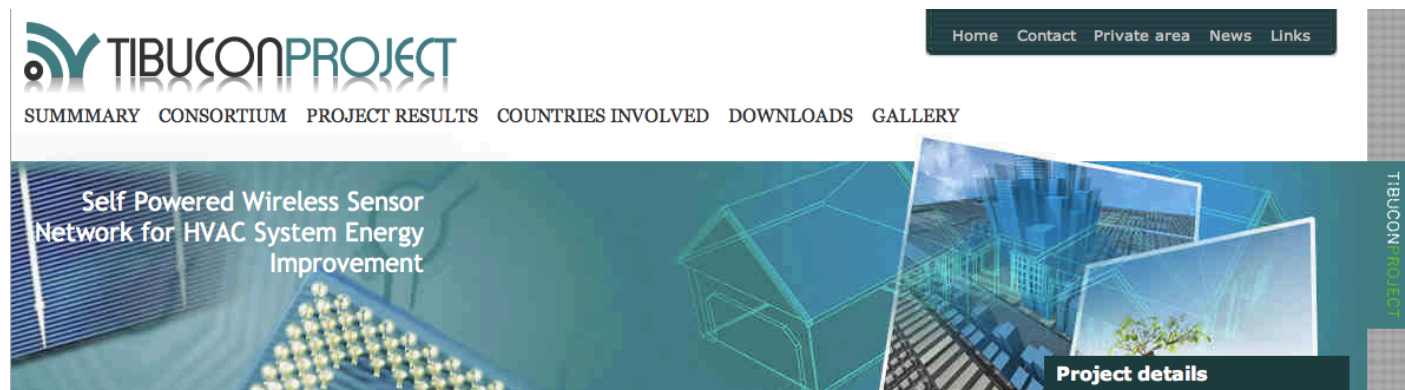 Home Contact Private area News Links
TIBUCONPROJECT
SUMMMARY CONSORTIUM PROJECT RESULTS COUNTRIES INVOLVED DOWNLOADS GALLERY
Self Powered Wireless Sensor
Network for HVAC System Energy
Improvement
TIBUCONPROJECT
Project details